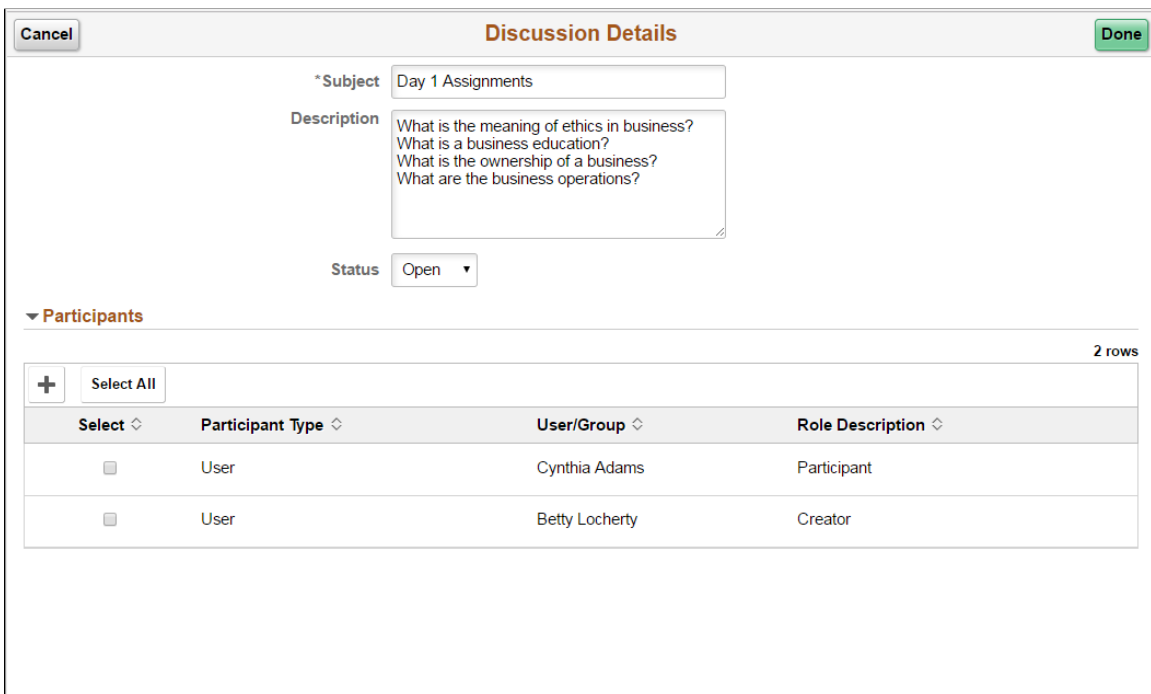 Cancel Discussion Details Done
*Subject Day 1 Assignments
Description What is the meaning of ethics in business?
What is a business education?
What is the ownership of a business?
What are the business operations?
Status Open
Participants
2 rows
Select All
Select Participant Type User/Group Role Description
User Cynthia Adams Participant
User Betty Locherty Creator